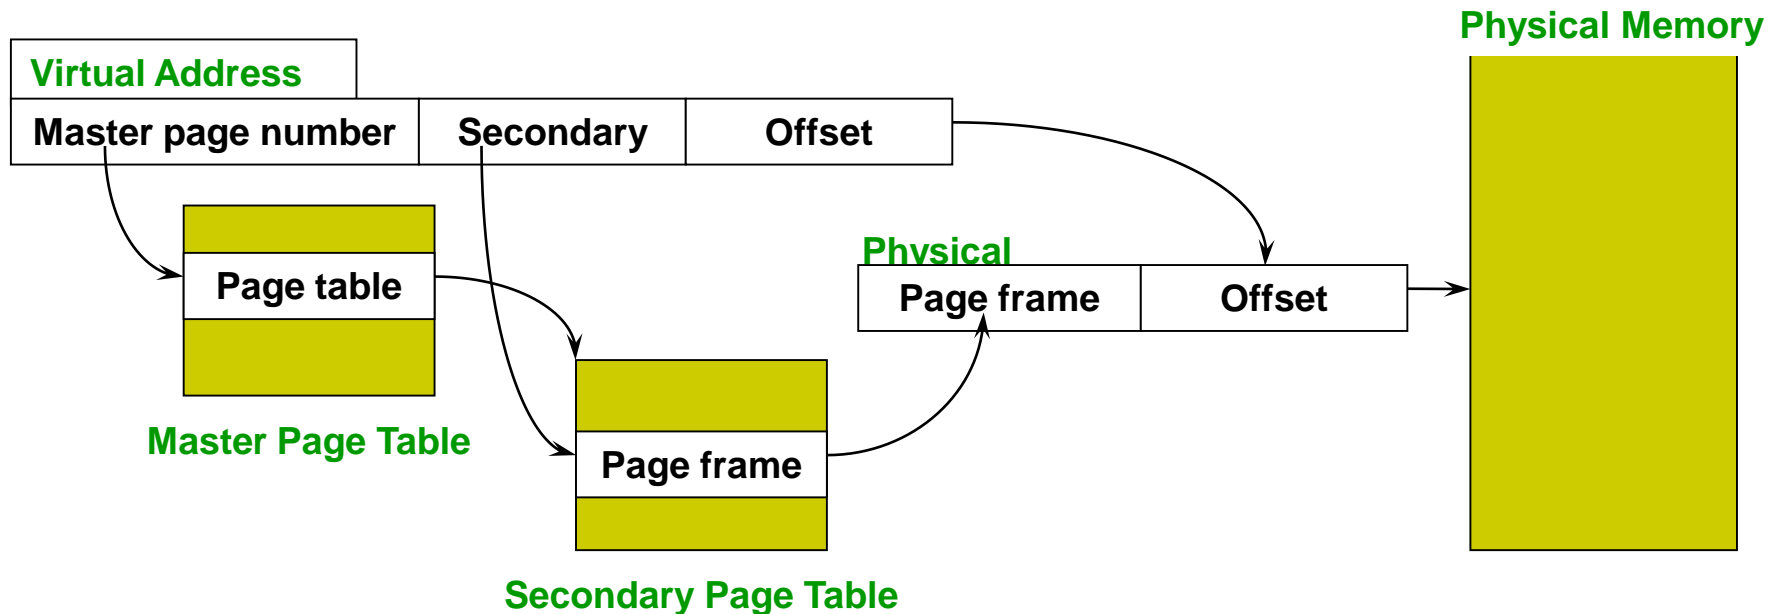 Physical Memory
Virtual Address
Master page number Secondary Offset
Physical
Page table
Page frame Offset
Master Page Table
Page frame
Secondary Page Table